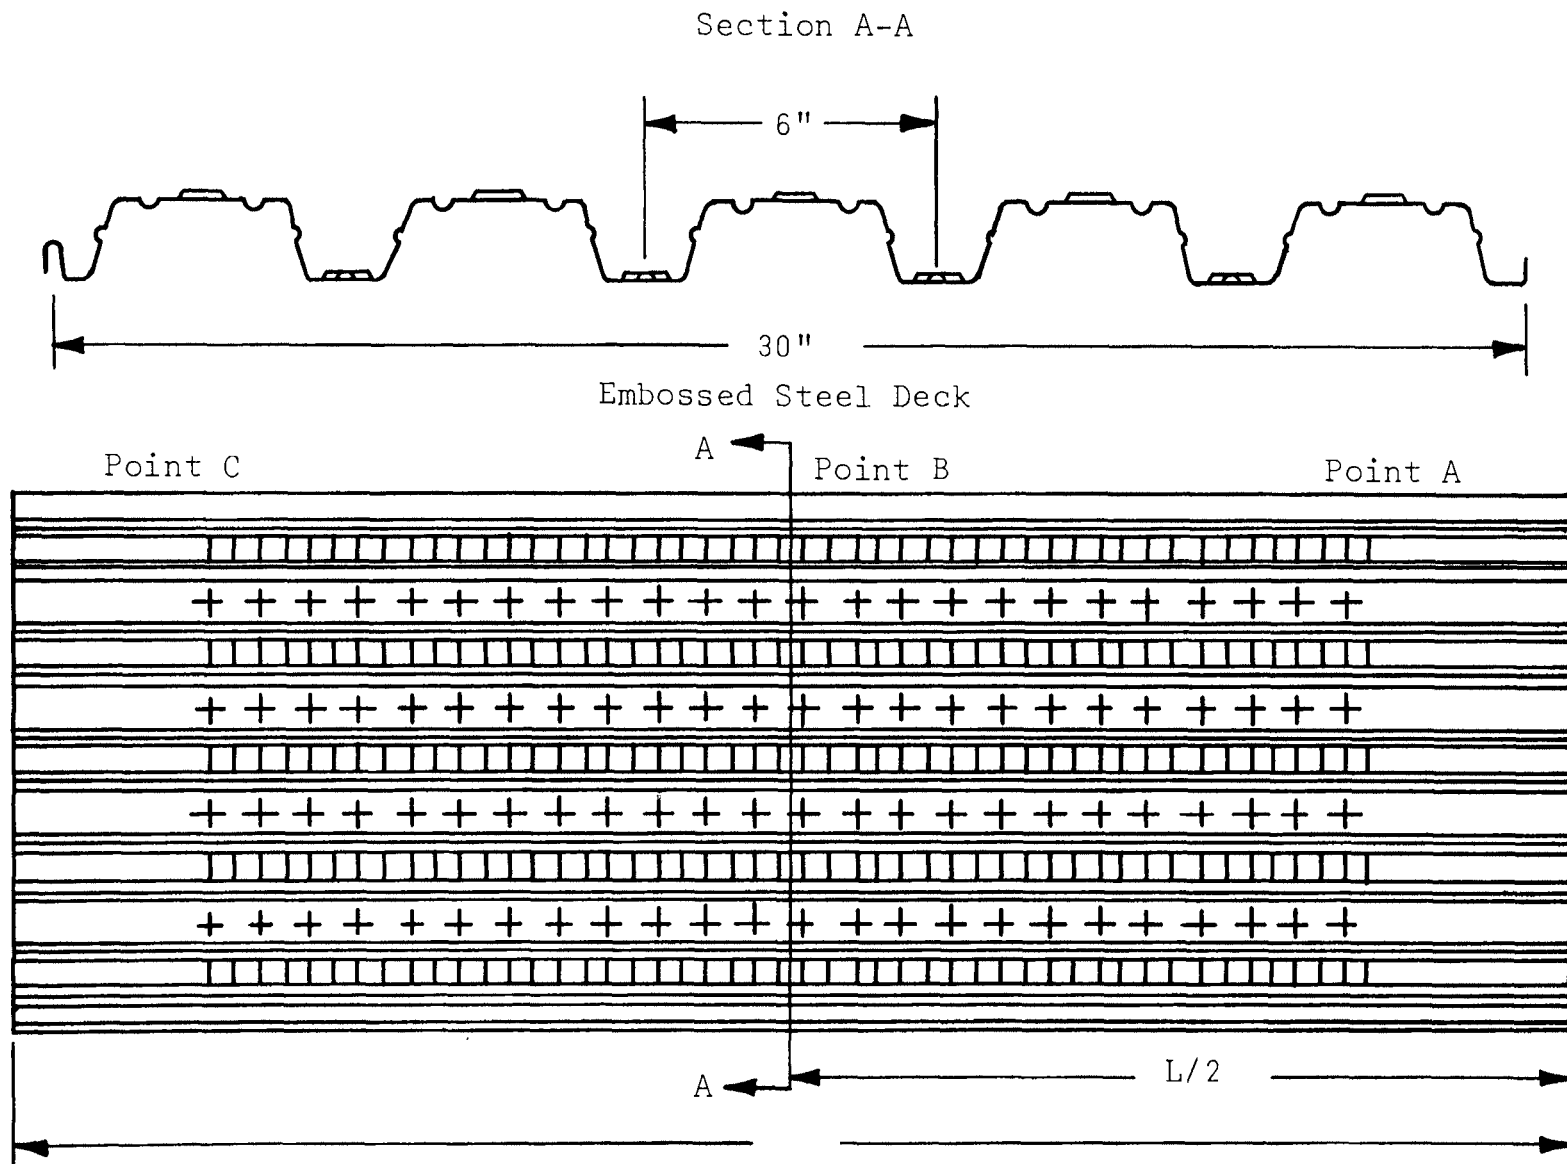 Section A-A
6"
30"
Embossed Steel Deck
A
Point C
Point B
Point A
L/2
A